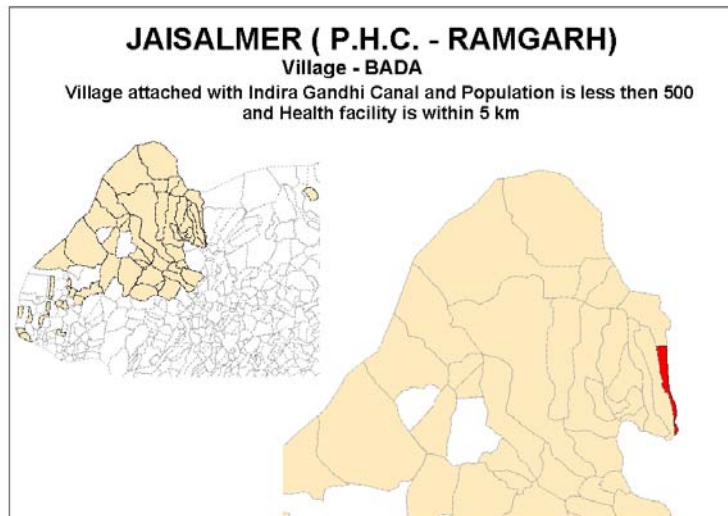 JAISALMER ( P.H.C. - RAMGARH)
Village - BADA
Village attached with Indira Gandhi Canal and Population is less then 500
and Health facility is within 5 km